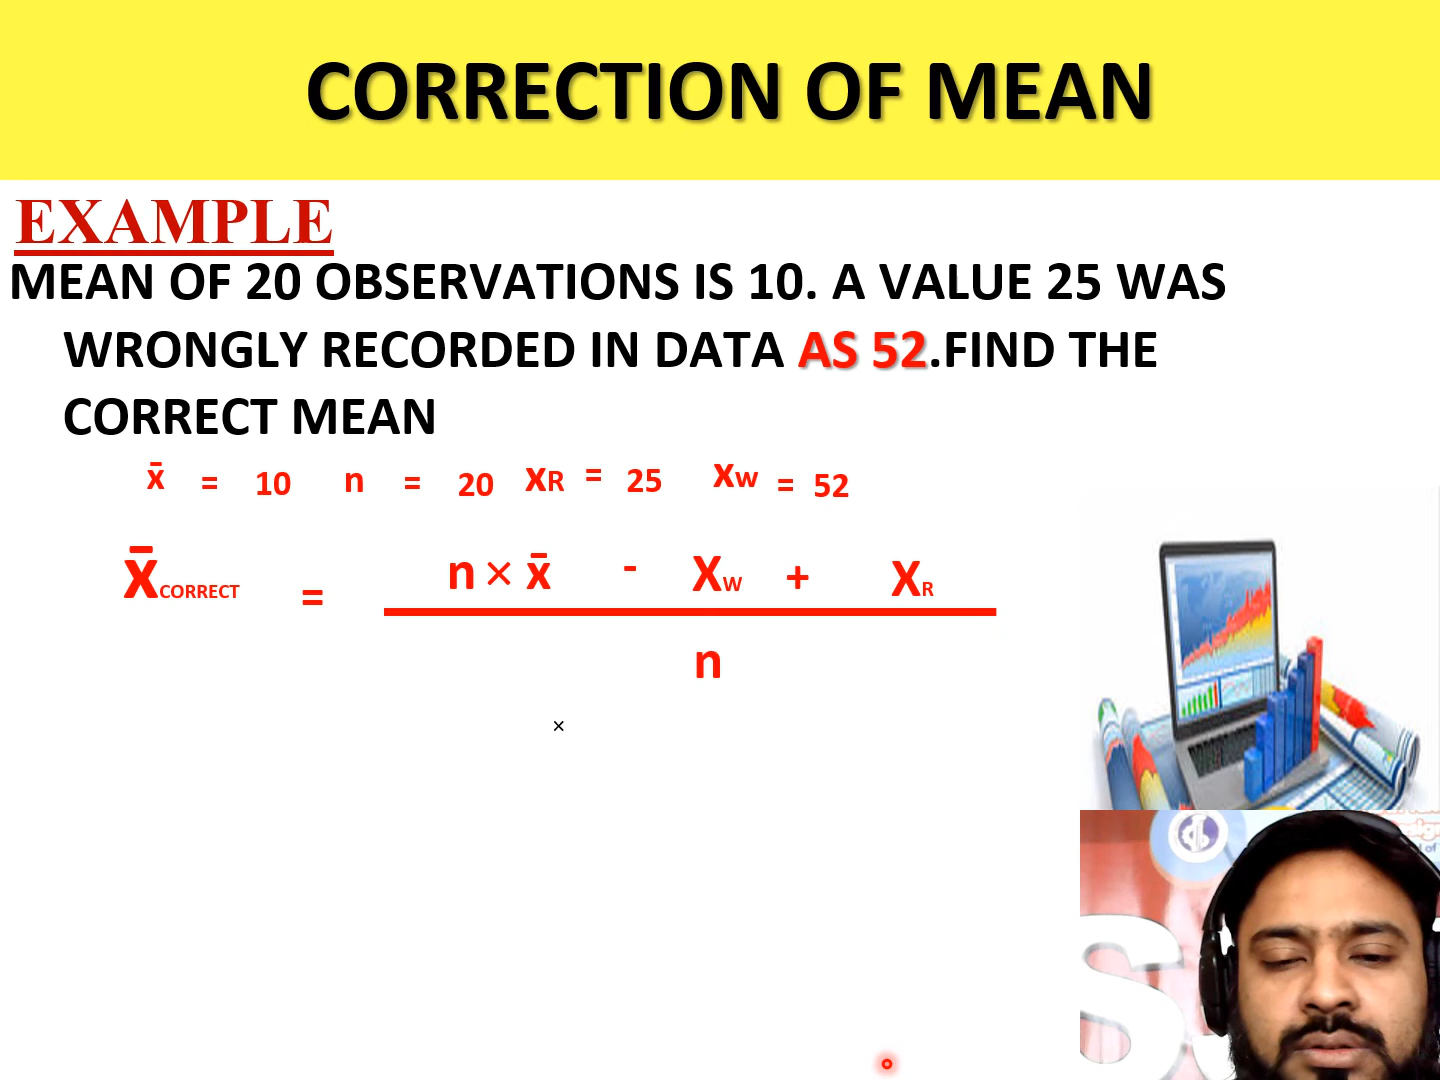 CORRECTION OF MEAN
EXAMPLE
MEAN OF 20 OBSERVATIONS IS 10. A VALUE 25 WAS
WRONGLY RECORDED IN DATA AS 52.FIND THE
CORRECT MEAN
x̄ = 10 n = 20 xR = 25 xw = 52
x̄CORRECT = n × x̄ - XW + XR
n
×
S